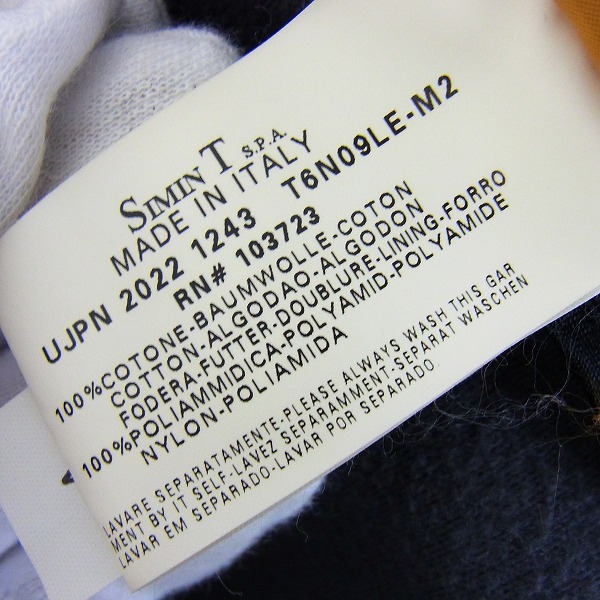 SIMIN T S.P.A.
MADE IN ITALY
UJPN 2022 1243 T6N09LE-M2
RN# 103723
100%COTONE-BAUMWOLLE-COTON
COTTON-ALGODAO-ALGODON
FODERA-FUTTER-DOUBLURE-LINING-FORRO
100%POLIAMMIDICA-POLYAMID-POLYAMIDE
NYLON-POLIAMIDA
LAVARE SEPARATAMENTE-PLEASE ALWAYS WASH THIS GAR
MENT BY IT SELF-LAVEZ SEPARAMMENT-SEPARAT WASCHEN
LAVAR EM SEPARADO-LAVAR POR SEPARADO.